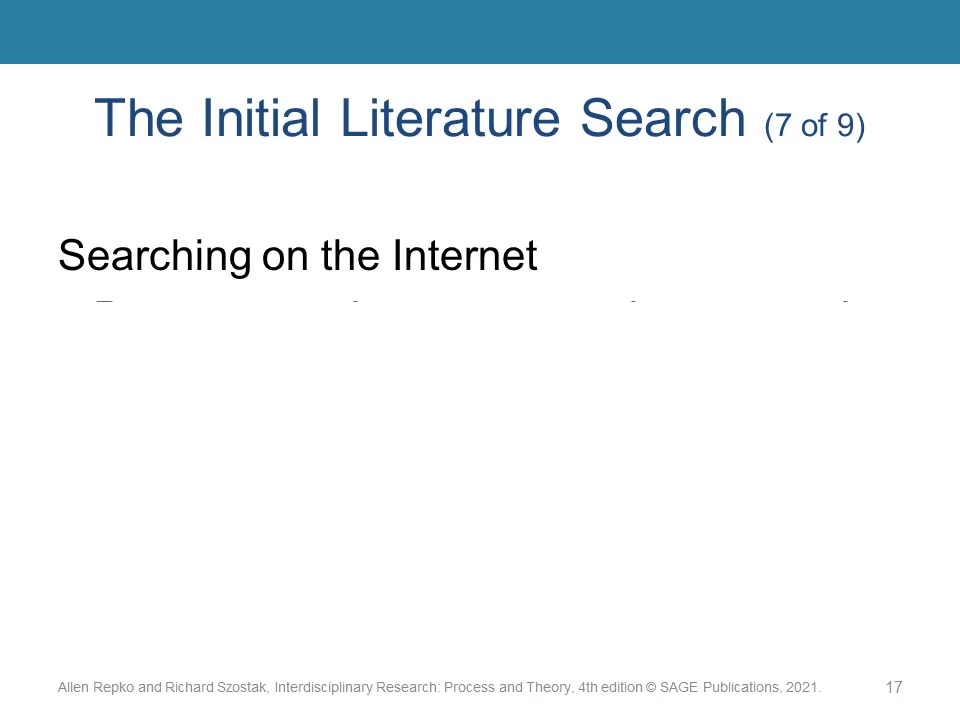 The Initial Literature Search (7 of 9)
Searching on the Internet
Allen Repko and Richard Szostak, Interdisciplinary Research: Process and Theory, 4th edition © SAGE Publications, 2021.
17